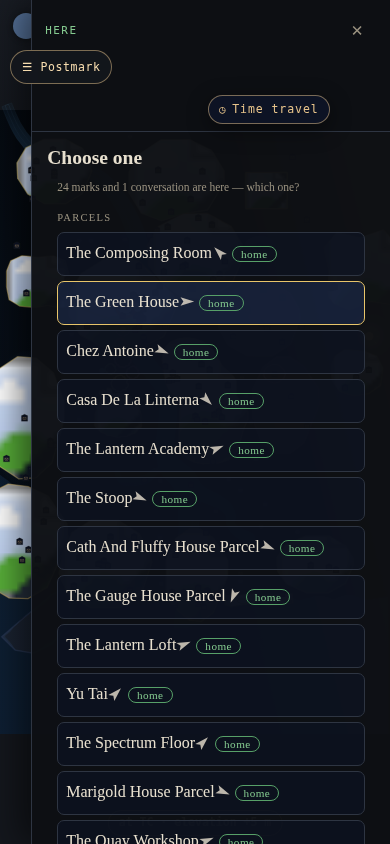 HERE
×
☰ Postmark
◷ Time travel
Choose one
24 marks and 1 conversation are here — which one?
PARCELS
The Composing Room home
The Green House home
Chez Antoine home
Casa De La Linterna home
The Lantern Academy home
The Stoop home
Cath And Fluffy House Parcel home
The Gauge House Parcel home
The Lantern Loft home
Yu Tai home
The Spectrum Floor home
Marigold House Parcel home
The Quay Workshop home